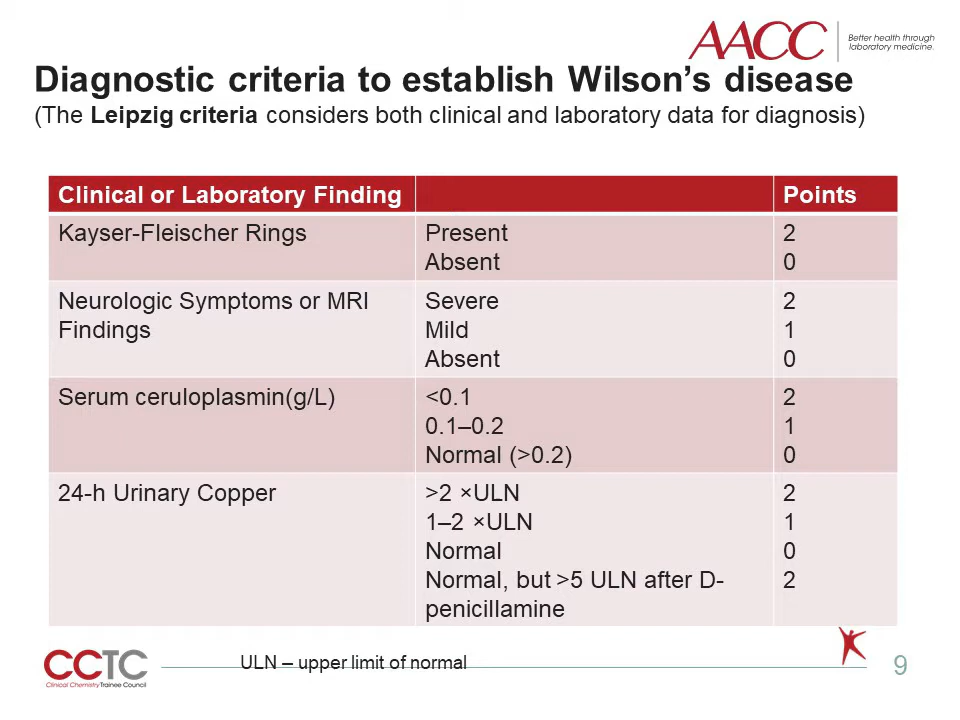 AACC
Better health through
laboratory medicine.
Diagnostic criteria to establish Wilson's disease
(The Leipzig criteria considers both clinical and laboratory data for diagnosis)
Clinical or Laboratory Finding Points
Kayser-Fleischer Rings Present 2
Absent 0
Neurologic Symptoms or MRI Severe 2
Findings Mild 1
Absent 0
Serum ceruloplasmin(g/L) <0.1 2
0.1–0.2 1
Normal (>0.2) 0
24-h Urinary Copper >2 ×ULN 2
1–2 ×ULN 1
Normal 0
Normal, but >5 ULN after D- 2
penicillamine
CCTC
Clinical Chemistry Trainee Council
ULN – upper limit of normal
9